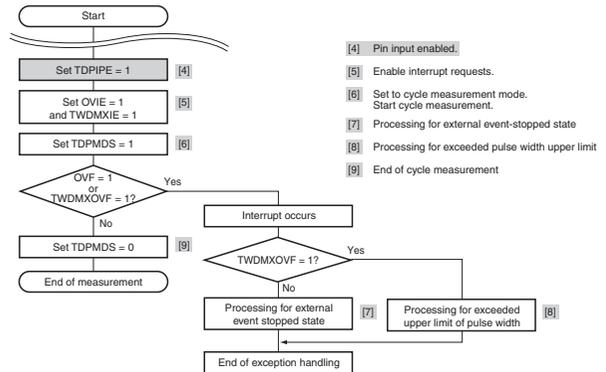 Start
Set TDPIPE = 1
[4]
Set OVIE = 1
and TWDMXIE = 1
[5]
Set TDPMDS = 1
[6]
OVF = 1
or
TWDMXOVF = 1?
Yes
No
Set TDPMDS = 0
[9]
End of measurement
Interrupt occurs
TWDMXOVF = 1?
Yes
No
Processing for external
event stopped state
[7]
Processing for exceeded
upper limit of pulse width
[8]
End of exception handling
[4] Pin input enabled.
[5] Enable interrupt requests.
[6] Set to cycle measurement mode.
Start cycle measurement.
[7] Processing for external event-stopped state
[8] Processing for exceeded pulse width upper limit
[9] End of cycle measurement